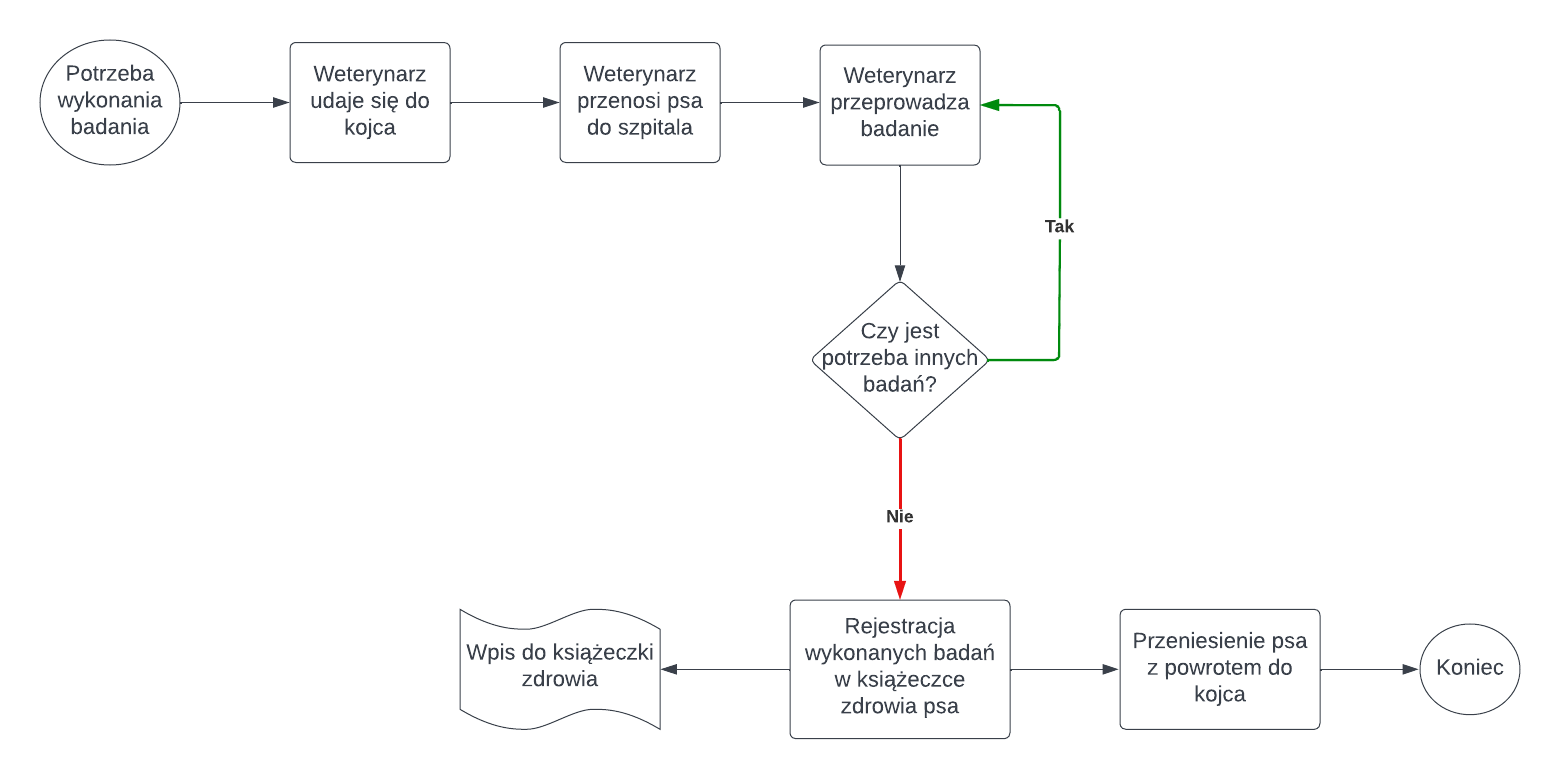 Potrzeba
wykonania
badania
Weterynarz
udaje się do
kojca
Weterynarz
przenosi psa
do szpitala
Weterynarz
przeprowadza
badanie
Tak
Czy jest
potrzeba innych
badań?
Nie
Wpis do książeczki
zdrowia
Rejestracja
wykonanych badań
w książeczce
zdrowia psa
Przeniesienie psa
z powrotem do
kojca
Koniec